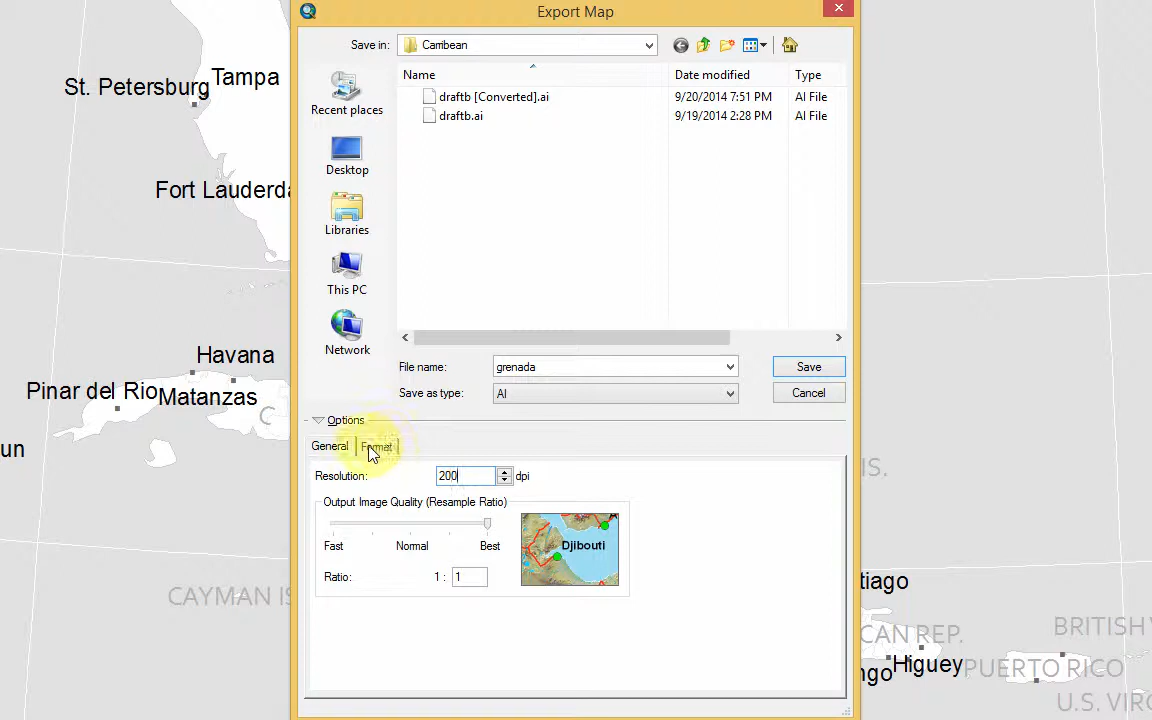 Export Map
Save in:
Carribean
Name
Date modified
Type
draftb [Converted].ai
9/20/2014 7:51 PM
AI File
draftb.ai
9/19/2014 2:28 PM
AI File
Recent places
Desktop
Libraries
This PC
Network
File name:
grenada
Save
Save as type:
AI
Cancel
Options
General
Format
Resolution:
200
dpi
Output Image Quality (Resample Ratio)
Fast
Normal
Best
Ratio:
1 :
1
Djibouti
Tampa
St. Petersburg
Fort Lauderda
Havana
Pinar del Rio
Matanzas
C
un
CAYMAN IS
IS.
tiago
CAN REP.
BRITISH V
ngo
Higuey
PUERTO RICO
U.S. VIRG